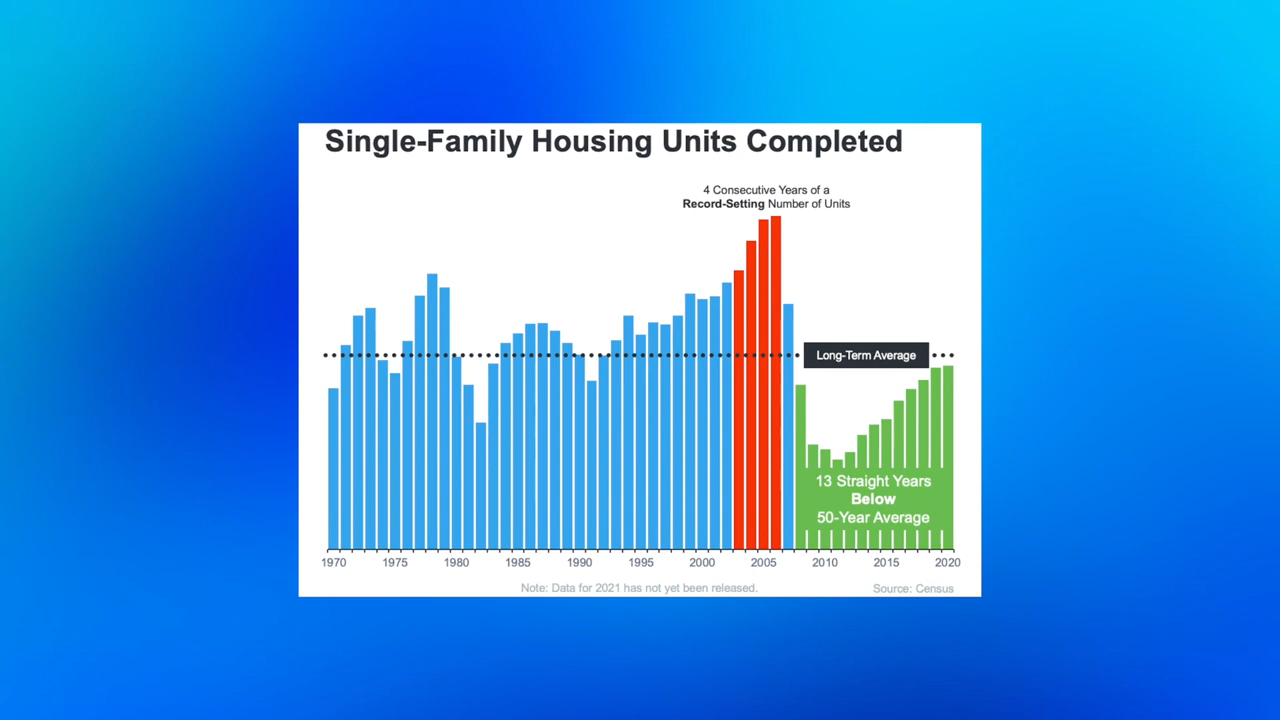 Single-Family Housing Units Completed
4 Consecutive Years of a
Record-Setting Number of Units
Long-Term Average
13 Straight Years
Below
50-Year Average
1970 1975 1980 1985 1990 1995 2000 2005 2010 2015 2020
Note: Data for 2021 has not yet been released.
Source: Census